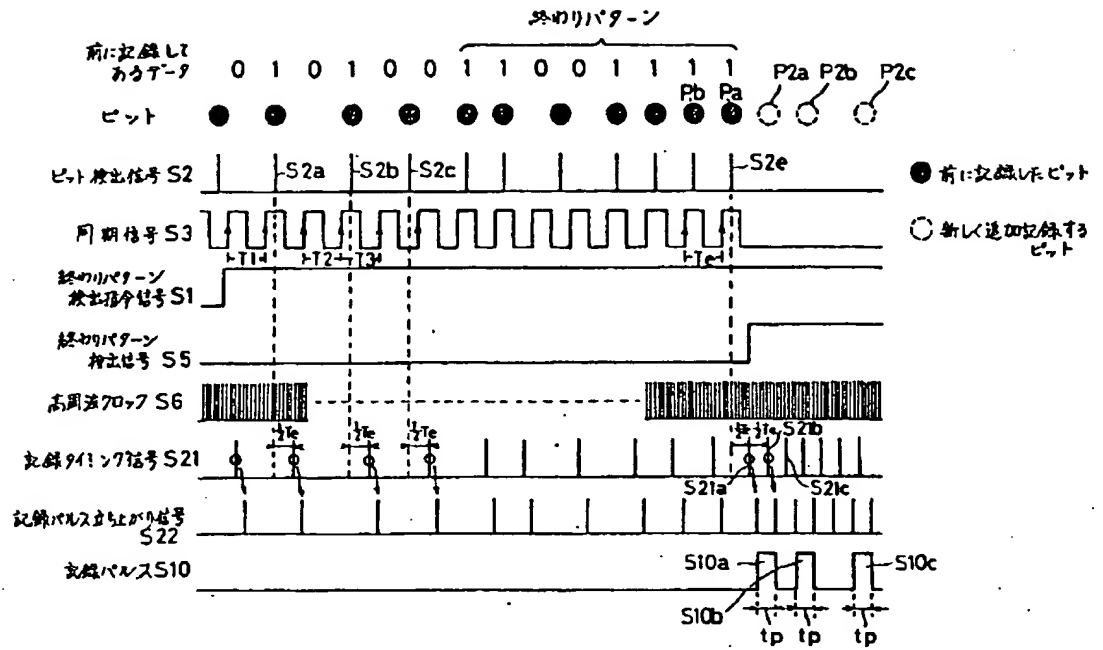 終わりパターン
前に記録して
あるデータ
0 1 0 1 0 0 1 1 0 0 1 1 1 1
P2a P2b P2c
Pb Pa
ピット
ピット検出信号 S2
S2a S2b S2c S2e
● 前に記録したピット
同期信号 S3
新しく追加記録する
ピット
T1 T2 T3 Te
終わりパターン
検出指令信号 S1
終わりパターン
検出信号 S5
高周波クロック S6
½Te ½Te ½Te ½Te S21b
記録タイミング信号 S21
S21a S21c
記録パルス立ち上がり信号
S22
記録パルス S10
S10a S10c
S10b
tp tp tp